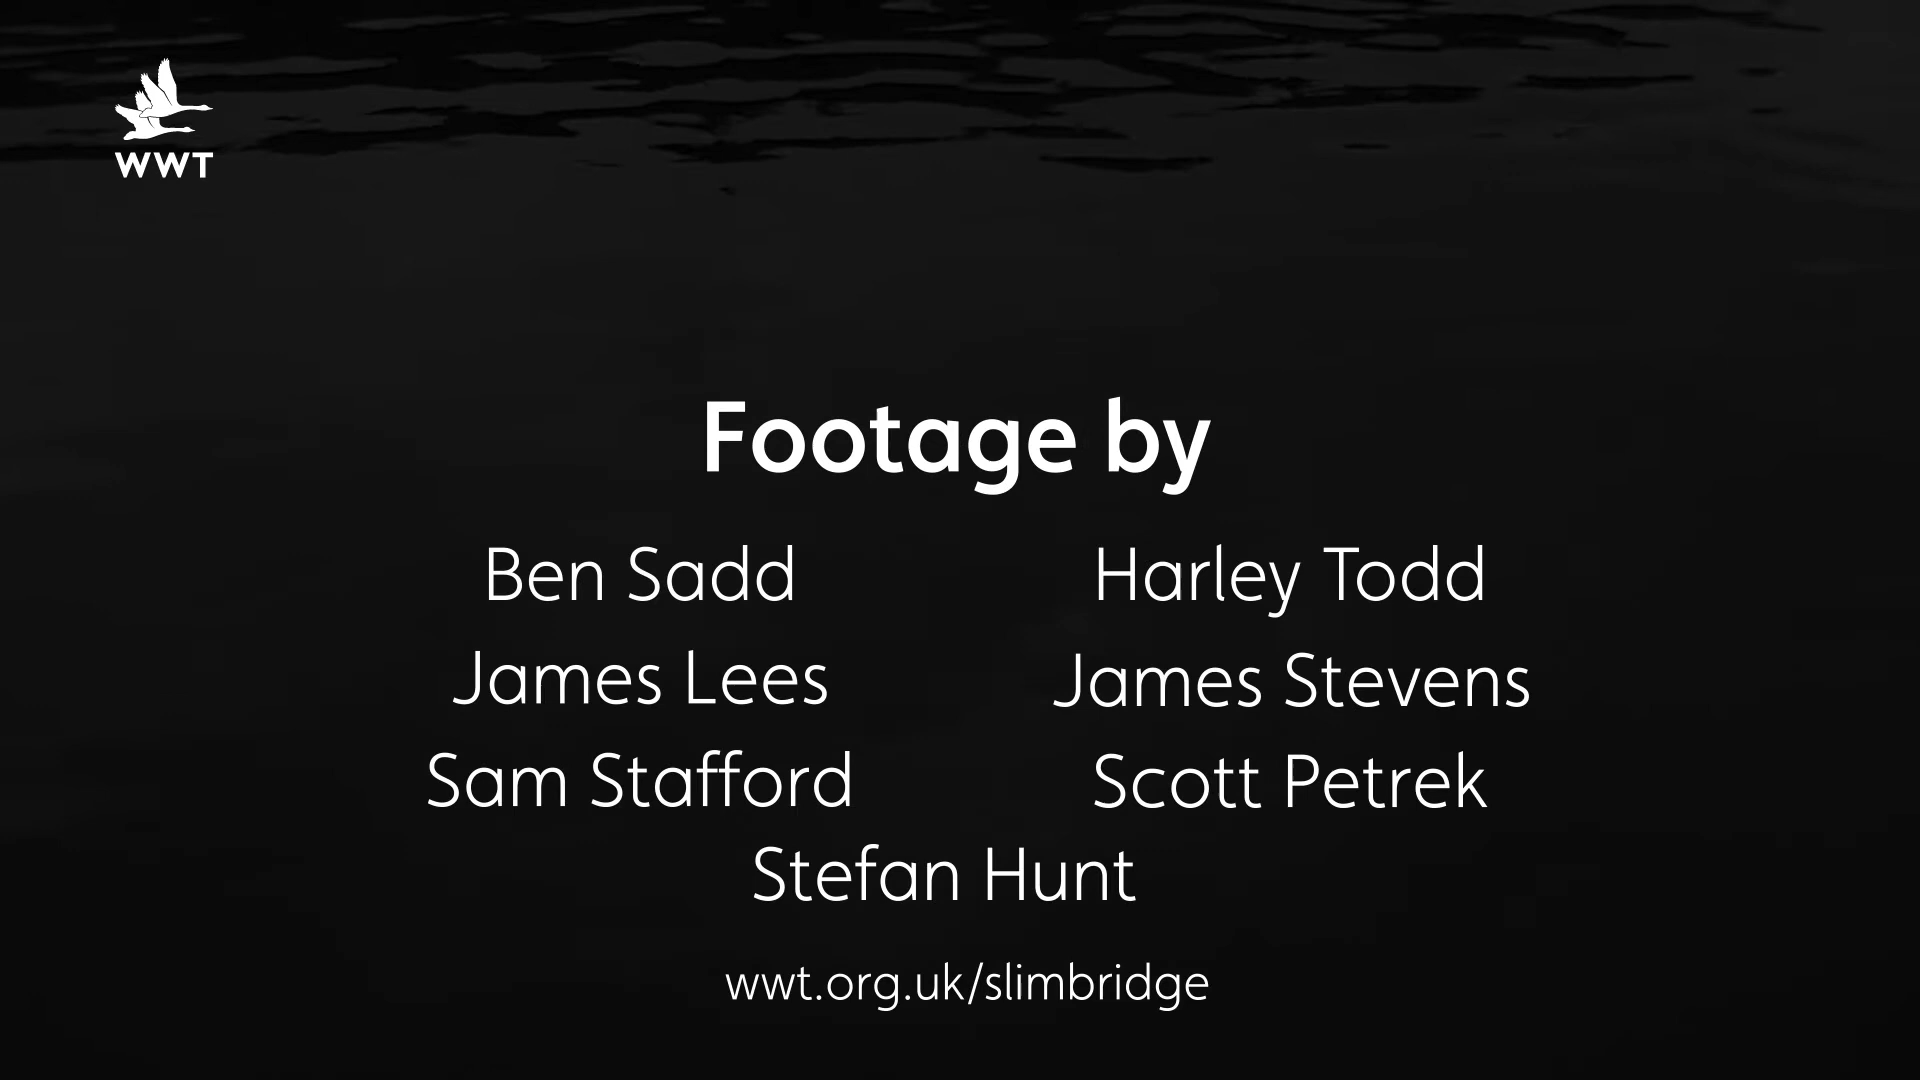 WWT
Footage by
Ben Sadd
Harley Todd
James Lees
James Stevens
Sam Stafford
Scott Petrek
Stefan Hunt
wwt.org.uk/slimbridge